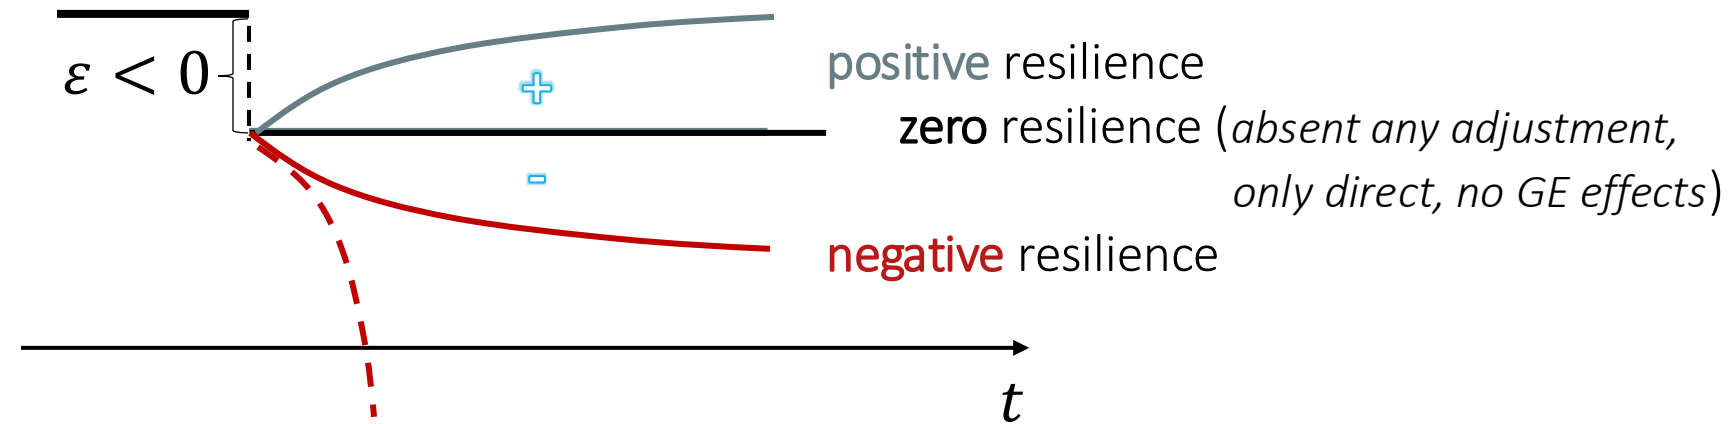 ε < 0
positive resilience
+
zero resilience (absent any adjustment,
only direct, no GE effects)
-
negative resilience
t